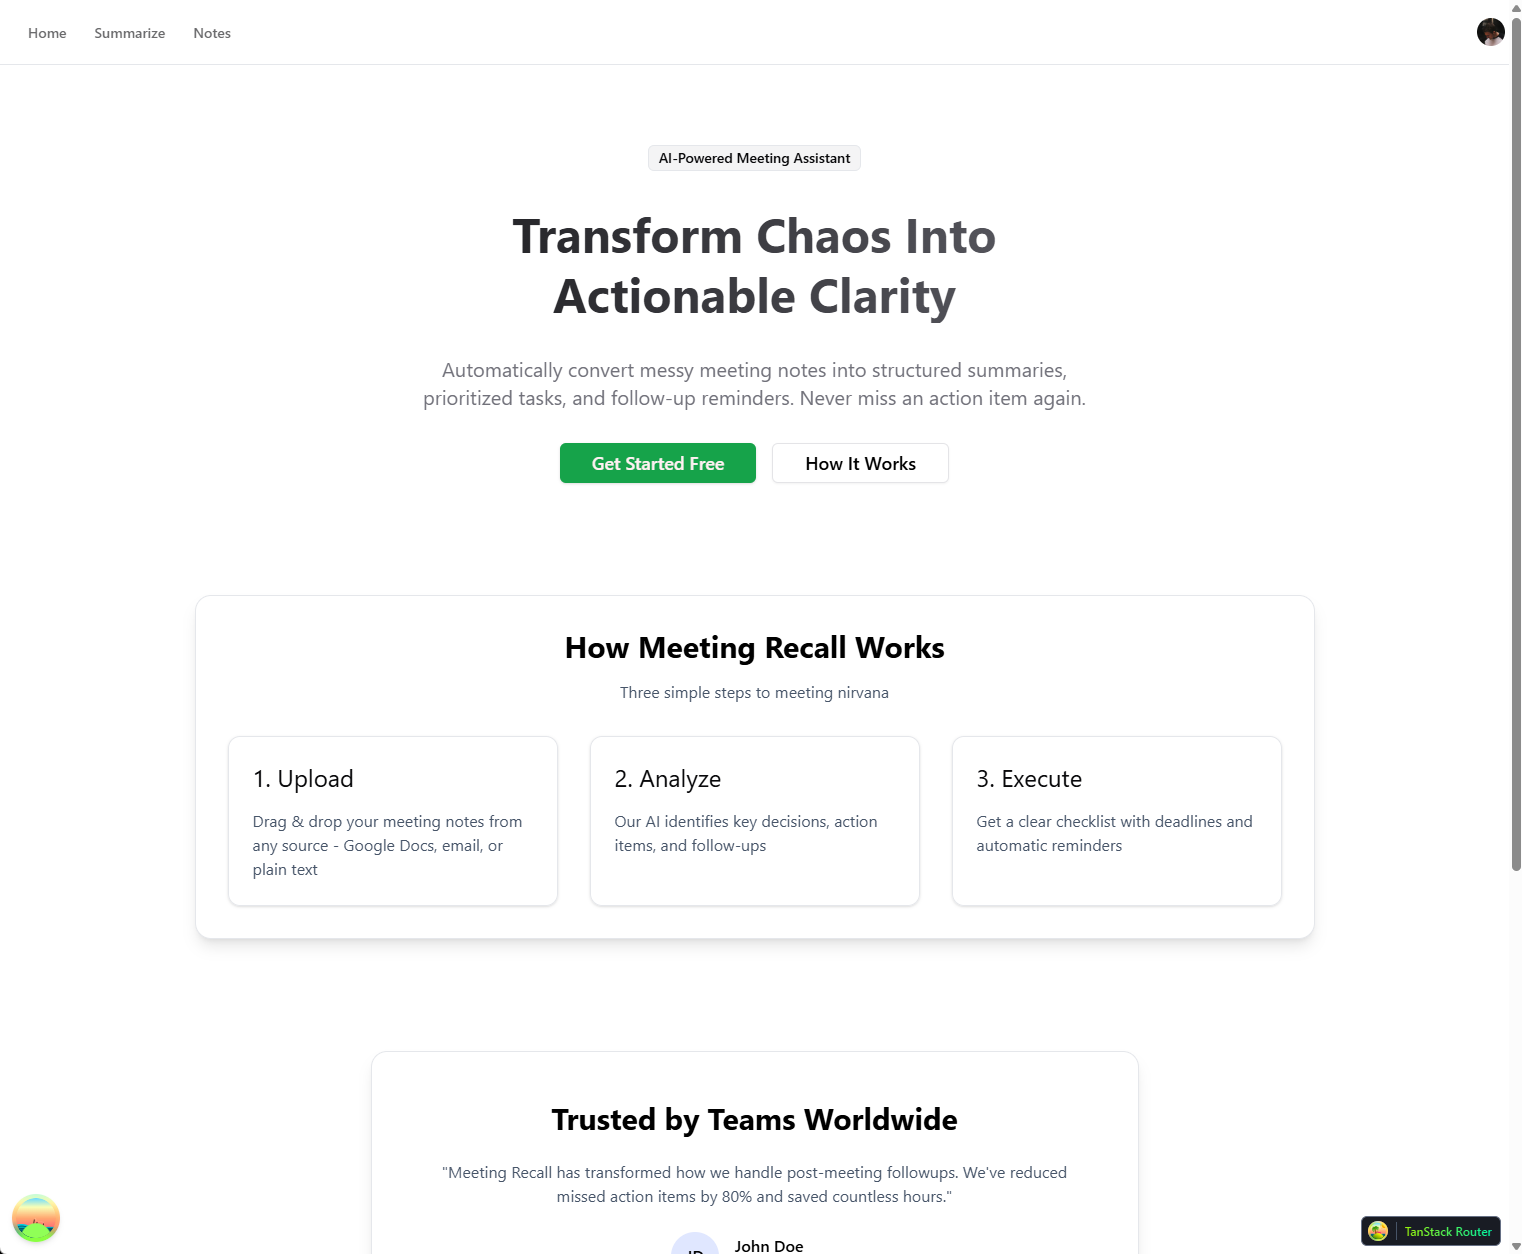 Home
Summarize
Notes
AI-Powered Meeting Assistant
Transform Chaos Into
Actionable Clarity
Automatically convert messy meeting notes into structured summaries,
prioritized tasks, and follow-up reminders. Never miss an action item again.
Get Started Free
How It Works
How Meeting Recall Works
Three simple steps to meeting nirvana
1. Upload
Drag & drop your meeting notes from
any source - Google Docs, email, or
plain text
2. Analyze
Our AI identifies key decisions, action
items, and follow-ups
3. Execute
Get a clear checklist with deadlines and
automatic reminders
Trusted by Teams Worldwide
"Meeting Recall has transformed how we handle post-meeting followups. We've reduced
missed action items by 80% and saved countless hours."
JD
John Doe
TanStack Router